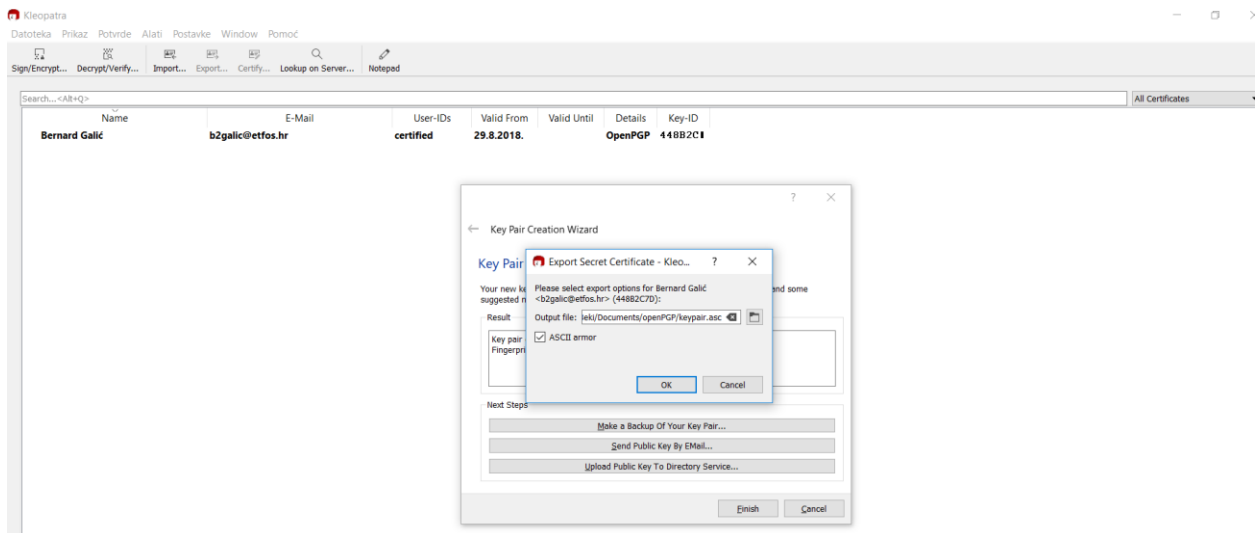 Kleopatra
Datoteka Prikaz Potvrde Alati Postavke Window Pomoć
Sign/Encrypt... Decrypt/Verify... Import... Export... Certify... Lookup on Server... Notepad
Search...<Alt+Q> All Certificates
Name E-Mail User-IDs Valid From Valid Until Details Key-ID
Bernard Galić b2galic@etfos.hr certified 29.8.2018. OpenPGP 448B2C
Key Pair Creation Wizard
Key Pair
Export Secret Certificate - Kleo...
Your new
and some
suggested
Please select export options for Bernard Galić
<b2galic@etfos.hr> (448B2C7D):
Result
Output file: ieki/Documents/openPGP/keypair.asc
Key pair
Fingerpri
ASCII armor
OK Cancel
Next Steps
Make a Backup Of Your Key Pair...
Send Public Key By EMail...
Upload Public Key To Directory Service...
Finish Cancel